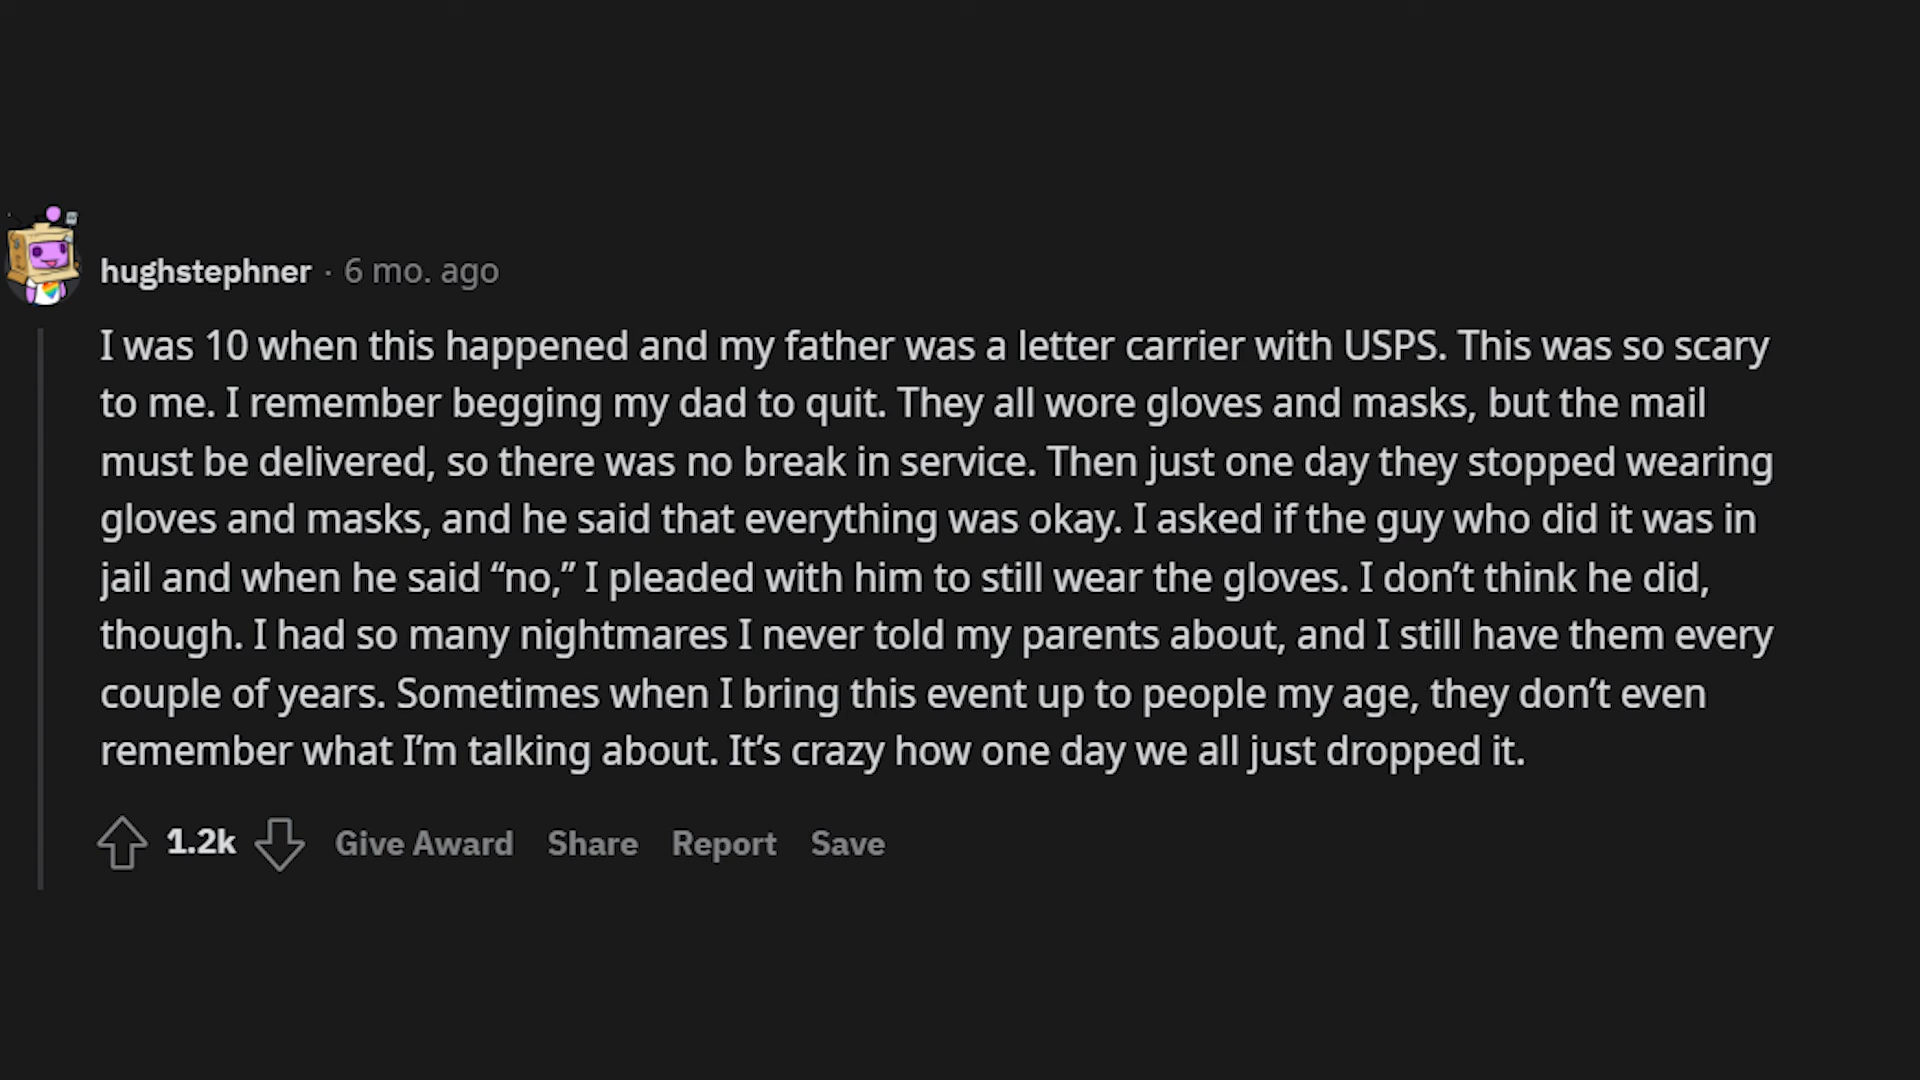 hughstephner · 6 mo. ago
I was 10 when this happened and my father was a letter carrier with USPS. This was so scary
to me. I remember begging my dad to quit. They all wore gloves and masks, but the mail
must be delivered, so there was no break in service. Then just one day they stopped wearing
gloves and masks, and he said that everything was okay. I asked if the guy who did it was in
jail and when he said “no,” I pleaded with him to still wear the gloves. I don’t think he did,
though. I had so many nightmares I never told my parents about, and I still have them every
couple of years. Sometimes when I bring this event up to people my age, they don’t even
remember what I’m talking about. It’s crazy how one day we all just dropped it.
1.2k Give Award Share Report Save